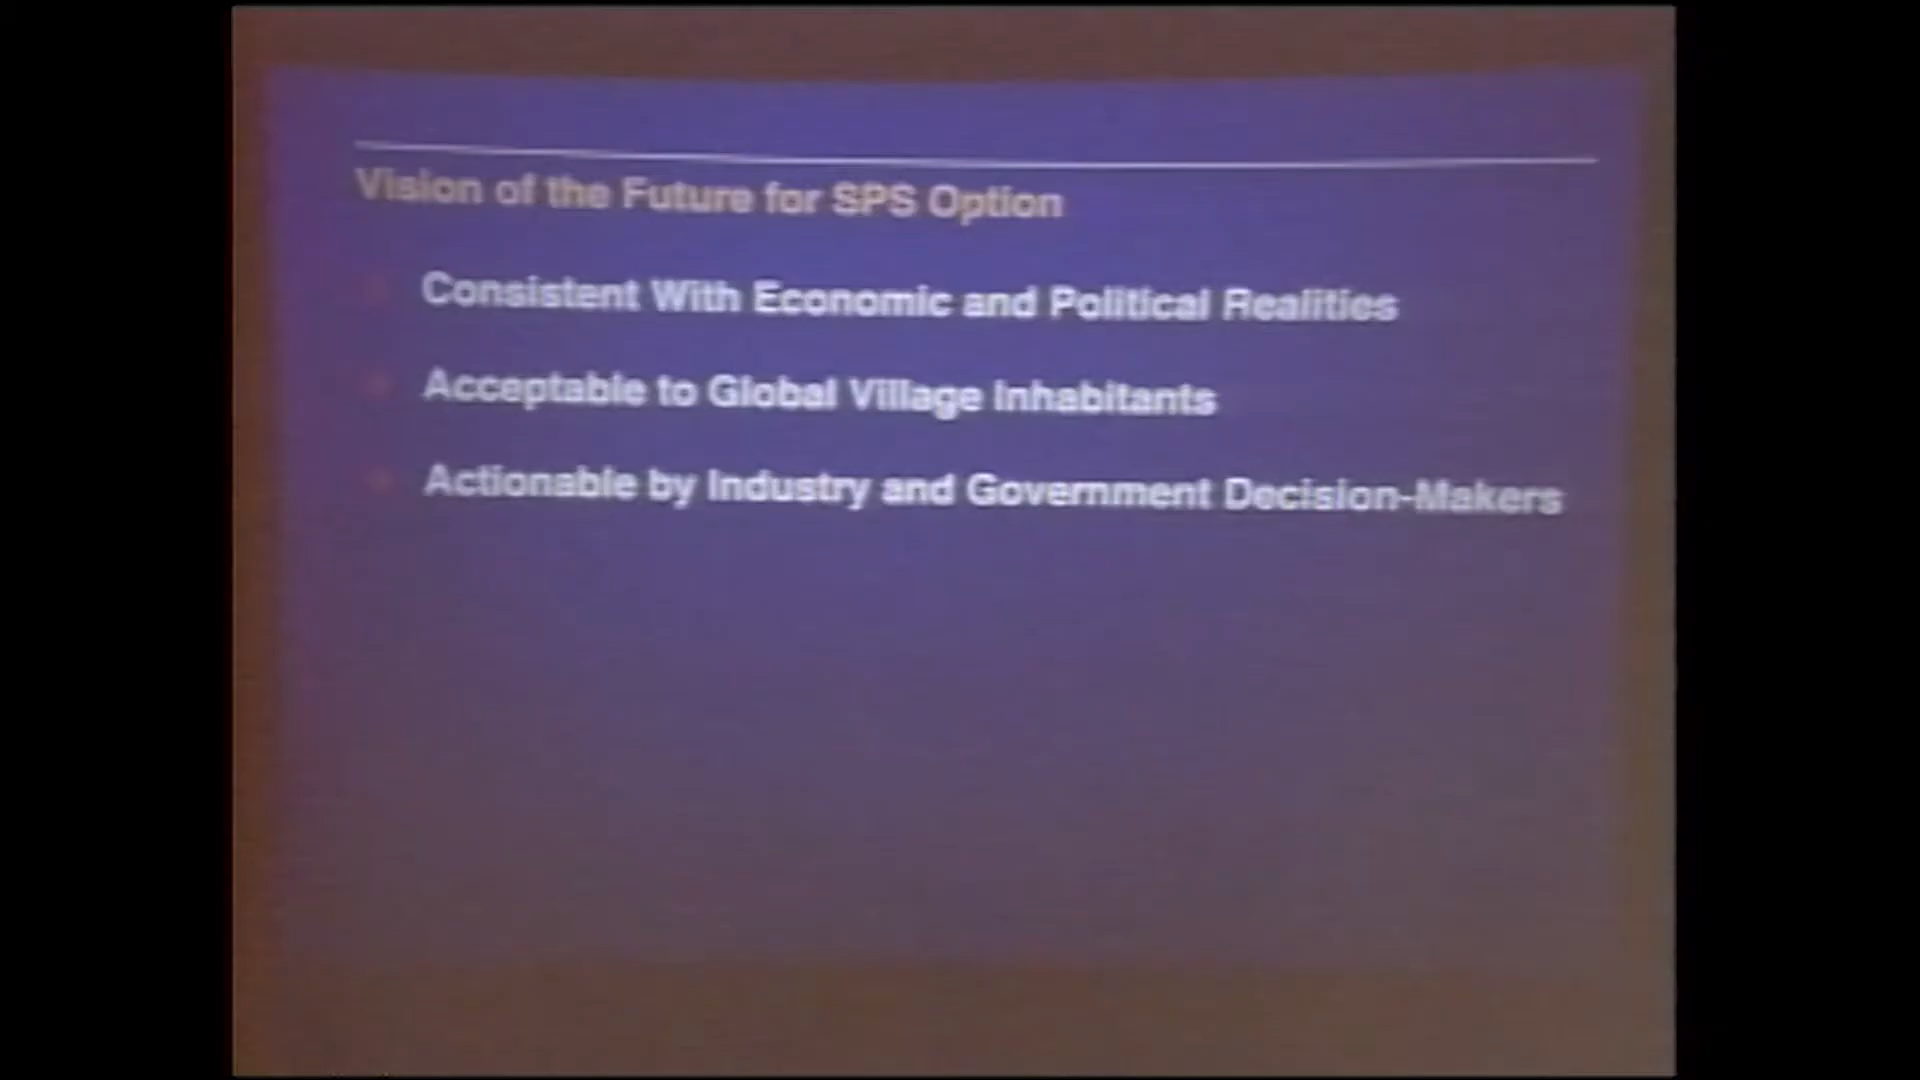 Vision of the Future for SPS Option
Consistent With Economic and Political Realities
Acceptable to Global Village Inhabitants
Actionable by Industry and Government Decision-Makers